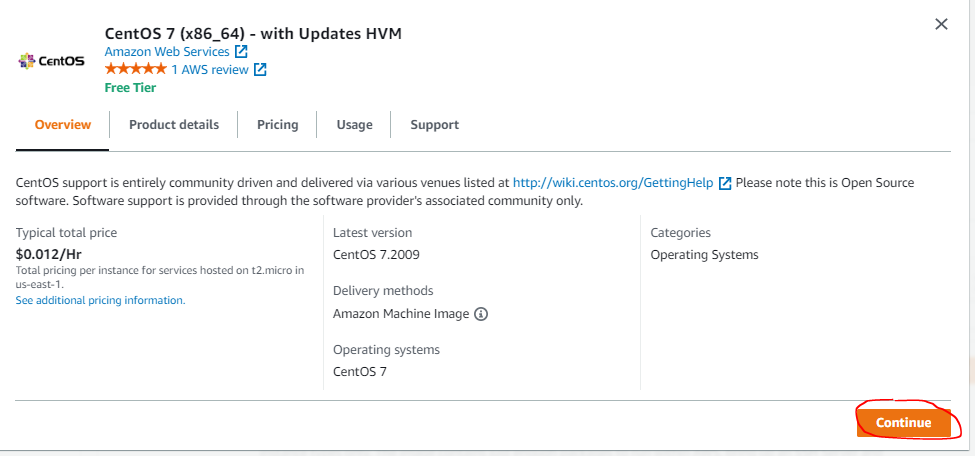 CentOS 7 (x86_64) - with Updates HVM
Amazon Web Services
CentOS
1 AWS review
Free Tier
Overview
Product details
Pricing
Usage
Support
CentOS support is entirely community driven and delivered via various venues listed at http://wiki.centos.org/GettingHelp Please note this is Open Source
software. Software support is provided through the software provider's associated community only.
Typical total price
$0.012/Hr
Total pricing per instance for services hosted on t2.micro in
us-east-1.
See additional pricing information.
Latest version
CentOS 7.2009
Delivery methods
Amazon Machine Image
Operating systems
CentOS 7
Categories
Operating Systems
Continue